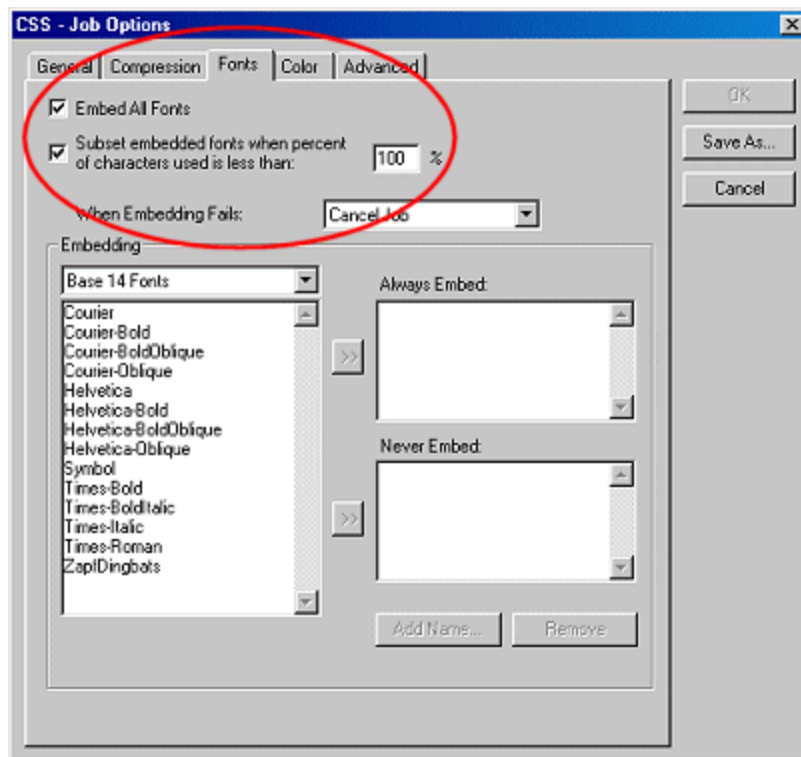 CSS - Job Options
General Compression Fonts Color Advanced
OK
Save As...
Cancel
Embed All Fonts
Subset embedded fonts when percent
of characters used is less than:
100 %
When Embedding Fails:
Cancel Job
Embedding
Base 14 Fonts
Courier
Courier-Bold
Courier-BoldOblique
Courier-Oblique
Helvetica
Helvetica-Bold
Helvetica-BoldOblique
Helvetica-Oblique
Symbol
Times-Bold
Times-BoldItalic
Times-Italic
Times-Roman
ZapfDingbats
>>
>>
Always Embed:
Never Embed:
Add Name...
Remove